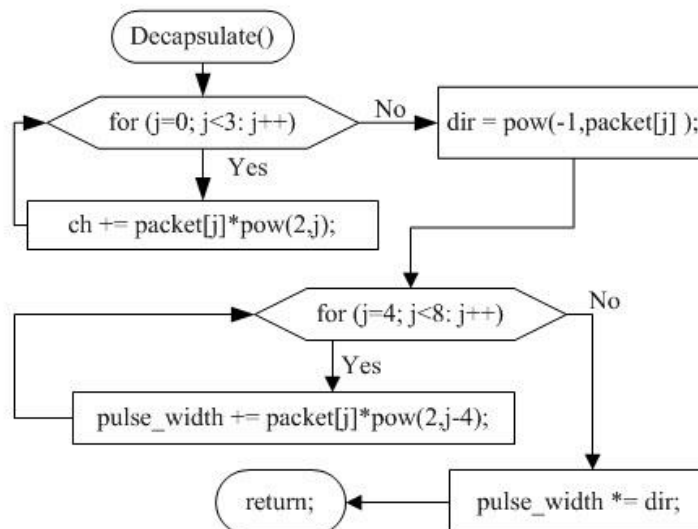 Decapsulate()
for (j=0; j<3: j++)
No
dir = pow(-1,packet[j] );
Yes
ch += packet[j]*pow(2,j);
for (j=4; j<8: j++)
No
Yes
pulse_width += packet[j]*pow(2,j-4);
return;
pulse_width *= dir;